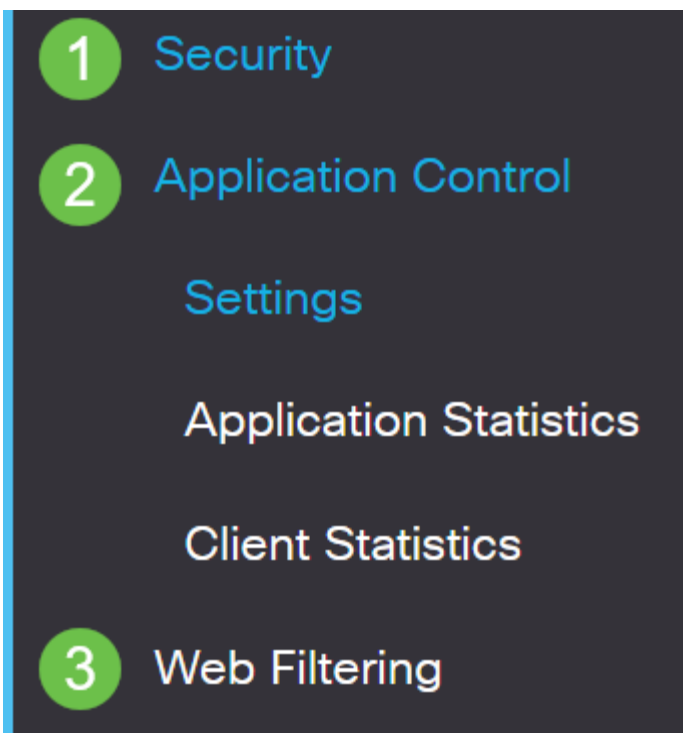 1 Security
2 Application Control
Settings
Application Statistics
Client Statistics
3 Web Filtering